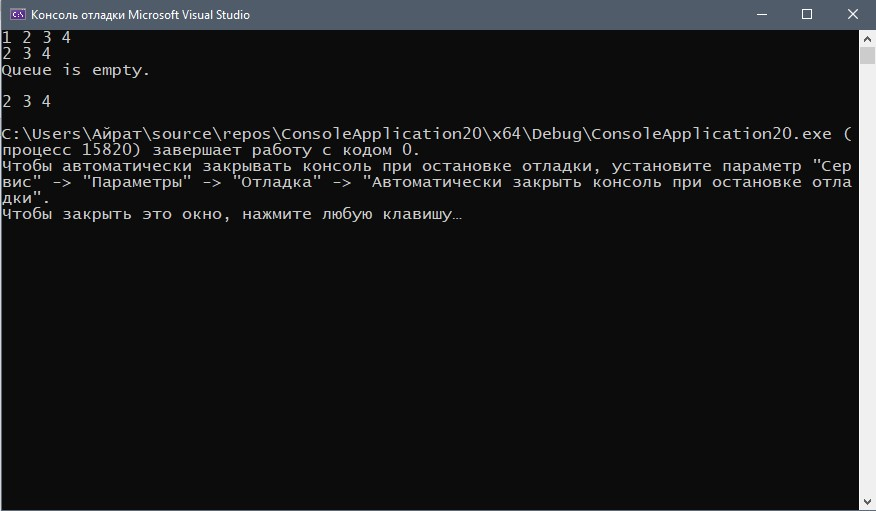 Консоль отладки Microsoft Visual Studio
1 2 3 4
2 3 4
Queue is empty.
2 3 4
C:\Users\Айрат\source\repos\ConsoleApplication20\x64\Debug\ConsoleApplication20.exe (
процесс 15820) завершает работу с кодом 0.
Чтобы автоматически закрывать консоль при остановке отладки, установите параметр "Сер
вис" -> "Параметры" -> "Отладка" -> "Автоматически закрыть консоль при остановке отла
дки".
Чтобы закрыть это окно, нажмите любую клавишу…